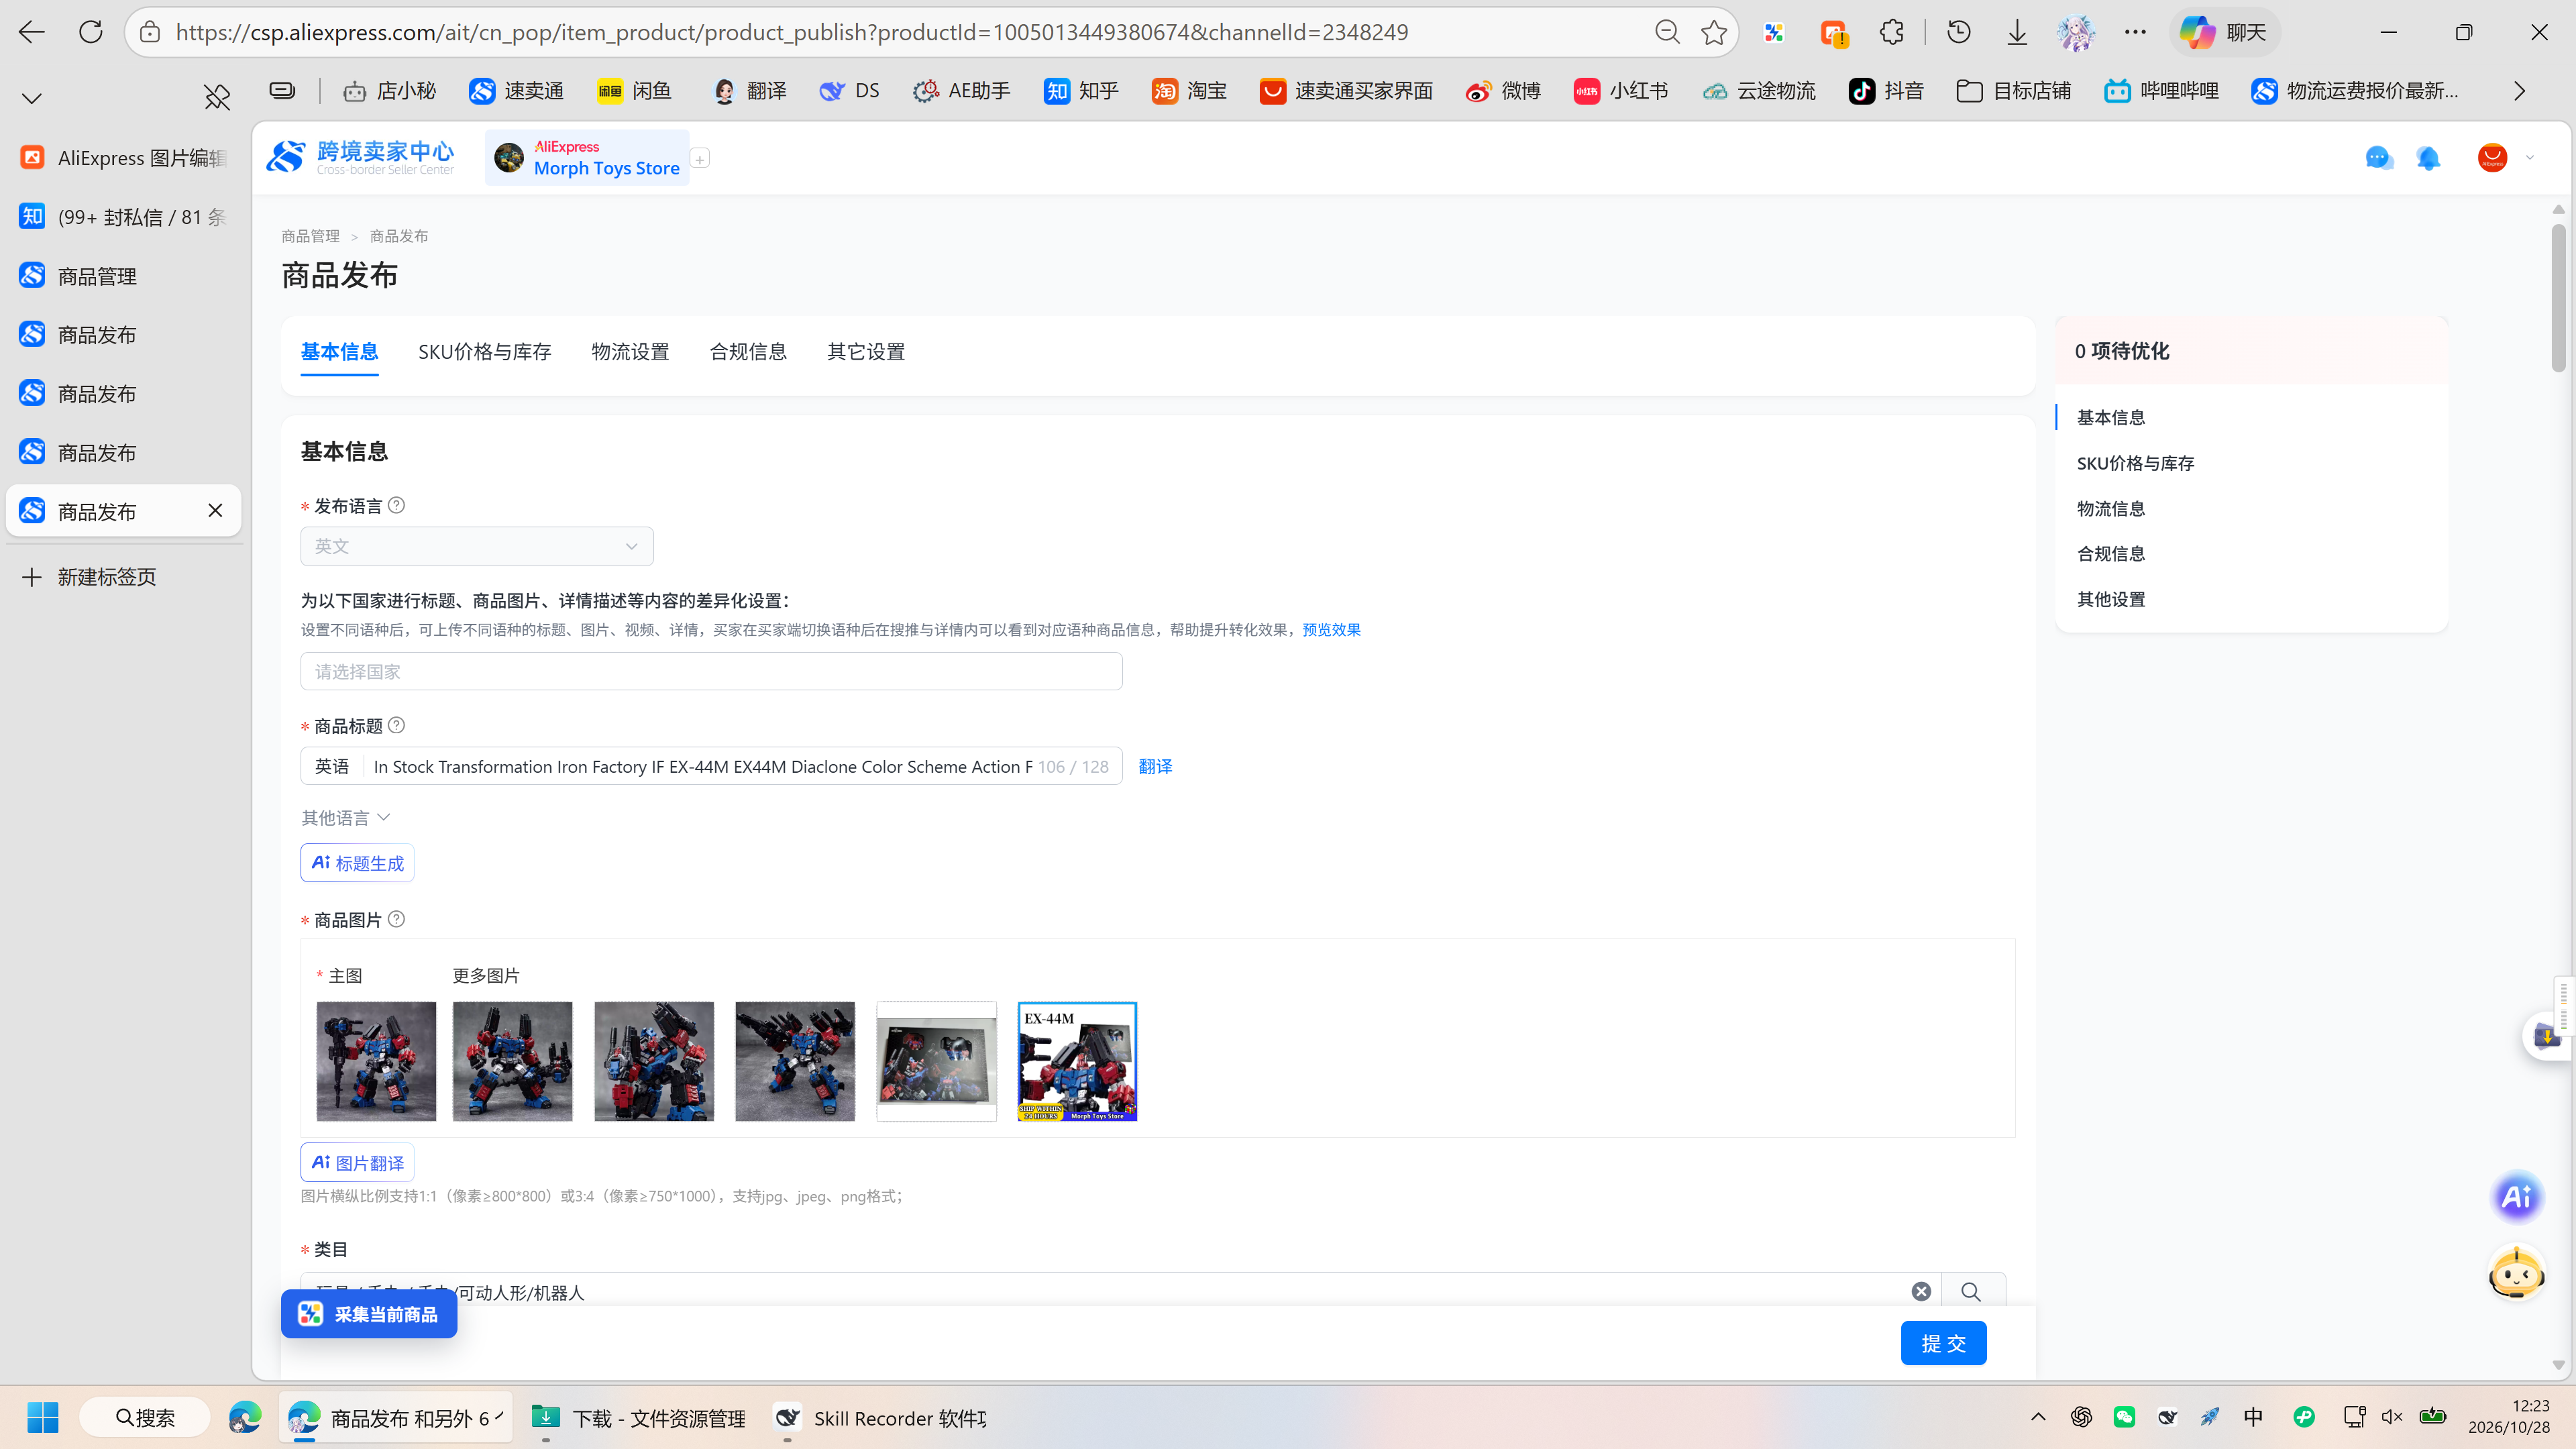 https://csp.aliexpress.com/ait/cn_pop/item_product/product_publish?productId=1005013449380674&channelId=2348249
聊天
店小秘
速卖通
闲鱼
翻译
DS
AE助手
知乎
淘宝
速卖通买家界面
微博
小红书
云途物流
抖音
目标店铺
哔哩哔哩
物流运费报价最新...
AliExpress 图片编辑
(99+ 封私信 / 81 条
商品管理
商品发布
商品发布
商品发布
商品发布
新建标签页
跨境卖家中心
Cross-border Seller Center
AliExpress
Morph Toys Store
商品管理 > 商品发布
商品发布
基本信息
SKU价格与库存
物流设置
合规信息
其它设置
0 项待优化
基本信息
SKU价格与库存
物流信息
合规信息
其他设置
基本信息
* 发布语言
英文
为以下国家进行标题、商品图片、详情描述等内容的差异化设置：
设置不同语种后，可上传不同语种的标题、图片、视频、详情，买家在买家端切换语种后在搜推与详情内可以看到对应语种商品信息，帮助提升转化效果，预览效果
请选择国家
* 商品标题
英语 In Stock Transformation Iron Factory IF EX-44M EX44M Diaclone Color Scheme Action F 106 / 128 翻译
其他语言
Ai 标题生成
* 商品图片
* 主图
更多图片
EX-44M
SHIP WITHIN
24 HOURS
Morph Toys Store
Ai 图片翻译
图片横纵比例支持1:1（像素≥800*800）或3:4（像素≥750*1000），支持jpg、jpeg、png格式；
* 类目
/可动人形/机器人
采集当前商品
提 交
Ai
搜索
商品发布 和另外 6 个
下载 - 文件资源管理
Skill Recorder 软件
中
12:23
2026/10/28